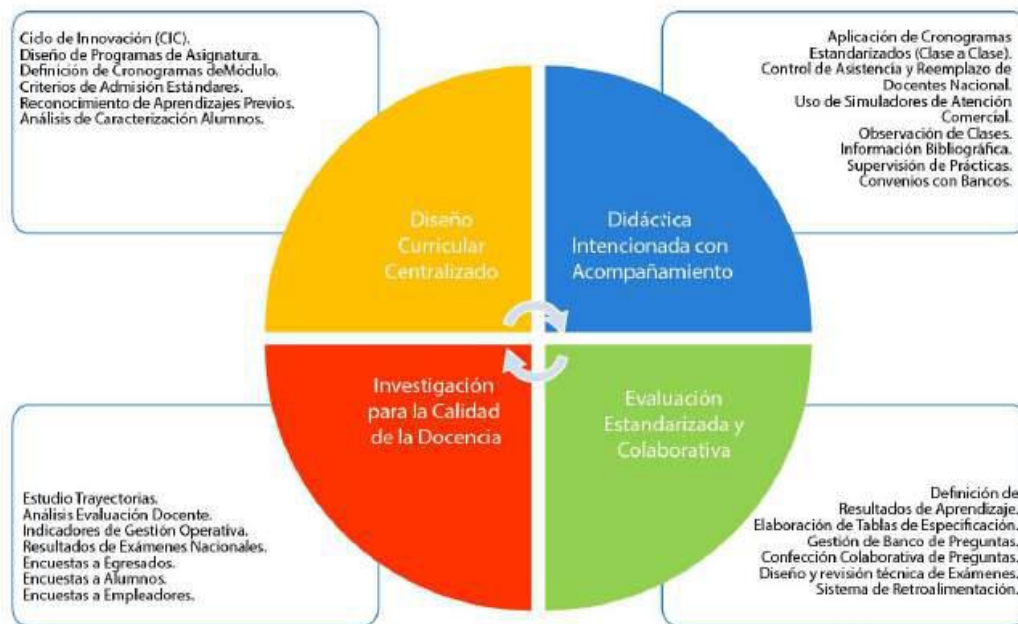 Ciclo de Innovación (CIC).
Diseño de Programas de Asignatura.
Definición de Cronogramas deMódulo.
Criterios de Admisión Estándares.
Reconocimiento de Aprendizajes Previos.
Análisis de Caracterización Alumnos.
Aplicación de Cronogramas
Estandarizados (Clase a Clase).
Control de Asistencia y Reemplazo de
Docentes Nacional.
Uso de Simuladores de Atención
Comercial.
Observación de Clases.
Información Bibliográfica.
Supervisión de Prácticas.
Convenios con Bancos.
Diseño
Curricular
Centralizado
Didáctica
Intencionada con
Acompañamiento
Investigación
para la Calidad
de la Docencia
Evaluación
Estandarizada y
Colaborativa
Estudio Trayectorias.
Análisis Evaluación Docente.
Indicadores de Gestión Operativa.
Resultados de Exámenes Nacionales.
Encuestas a Egresados.
Encuestas a Alumnos.
Encuestas a Empleadores.
Definición de
Resultados de Aprendizaje.
Elaboración de Tablas de Especificación.
Gestión de Banco de Preguntas.
Confección Colaborativa de Preguntas.
Diseño y revisión técnica de Exámenes.
Sistema de Retroalimentación.